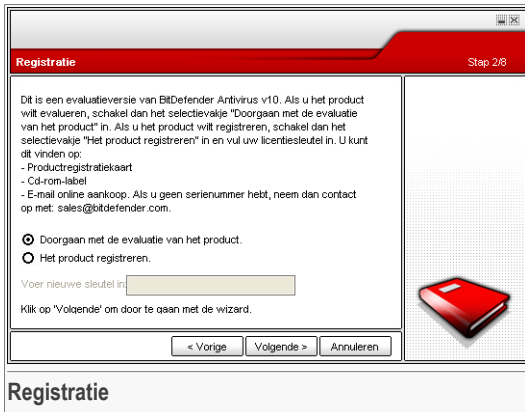 Registratie
Stap 2/8
Dit is een evaluatieversie van BitDefender Antivirus v10. Als u het product
wilt evalueren, schakel dan het selectievakje "Doorgaan met de evaluatie
van het product" in. Als u het product wilt registreren, schakel dan het
selectievakje "Het product registreren" in en vul uw licentiesleutel in. U kunt
dit vinden op:
- Productregistratiekaart
- Cd-rom-label
- E-mail online aankoop. Als u geen serienummer hebt, neem dan contact
op met: sales@bitdefender.com.
Doorgaan met de evaluatie van het product.
Het product registreren.
Voer nieuwe sleutel in:
Klik op 'Volgende' om door te gaan met de wizard.
« Vorige
Volgende »
Annuleren
Registratie